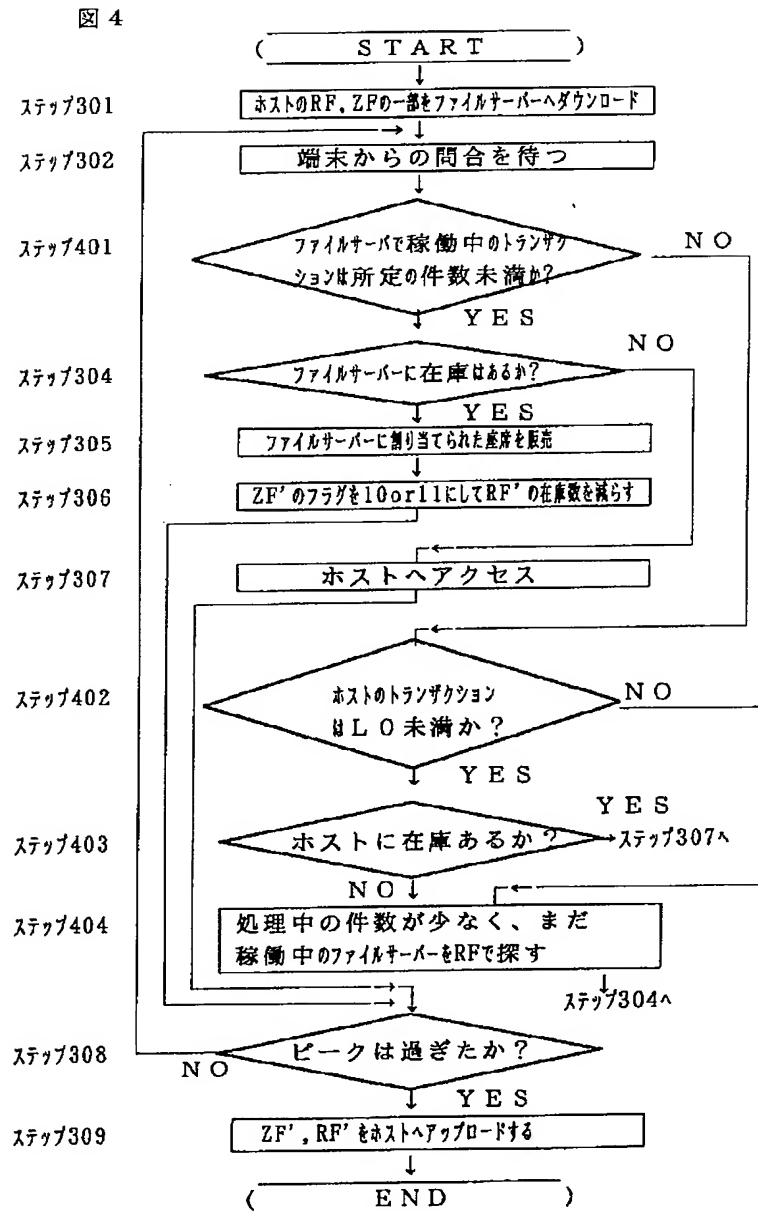 図 4
( START )
ステップ301 ホストのRF, ZFの一部をファイルサーバーへダウンロード
ステップ302 端末からの問合を待つ
ステップ401 ファイルサーバで稼働中のトランザク
ションは所定の件数未満か?
NO
YES
NO
ステップ304 ファイルサーバーに在庫はあるか?
YES
ステップ305 ファイルサーバーに割り当てられた座席を販売
ステップ306 ZF'のフラグを10or11にしてRF'の在庫数を減らす
ステップ307 ホストへアクセス
ステップ402 ホストのトランザクション
はLO未満か?
NO
YES
YES
ステップ403 ホストに在庫あるか? →ステップ307へ
NO
ステップ404 処理中の件数が少なく、まだ
稼働中のファイルサーバーをRFで探す
ステップ304へ
ステップ308 ピークは過ぎたか?
NO
YES
ステップ309 ZF', RF'をホストへアップロードする
( END )